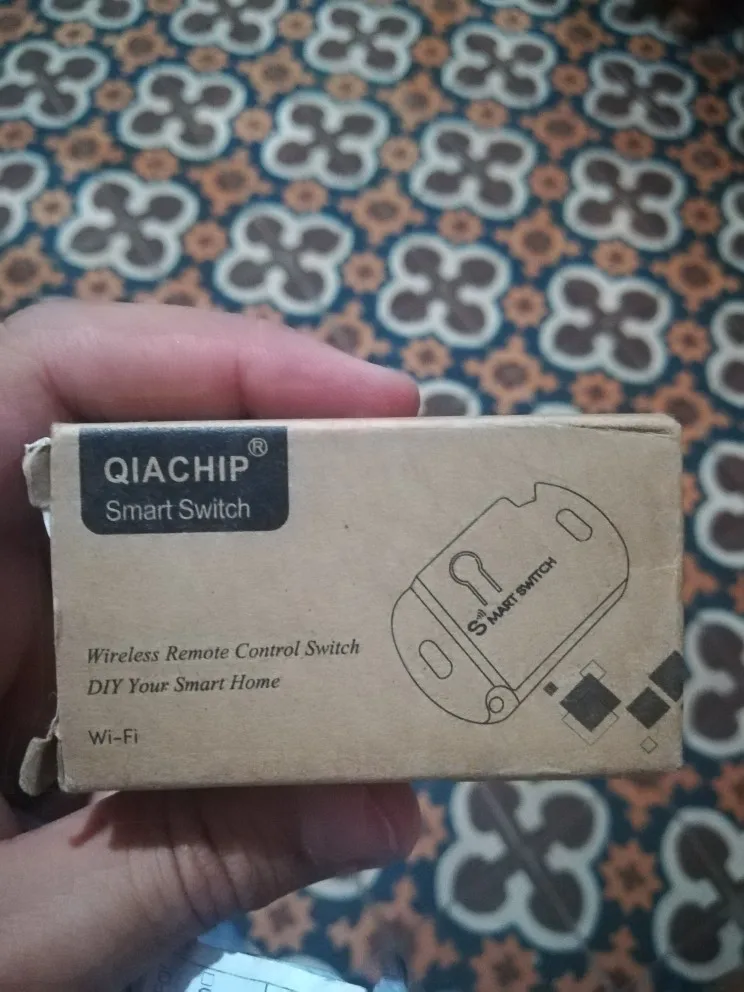 QIACHIP®
Smart Switch
SMART SWITCH
Wireless Remote Control Switch
DIY Your Smart Home
Wi-Fi